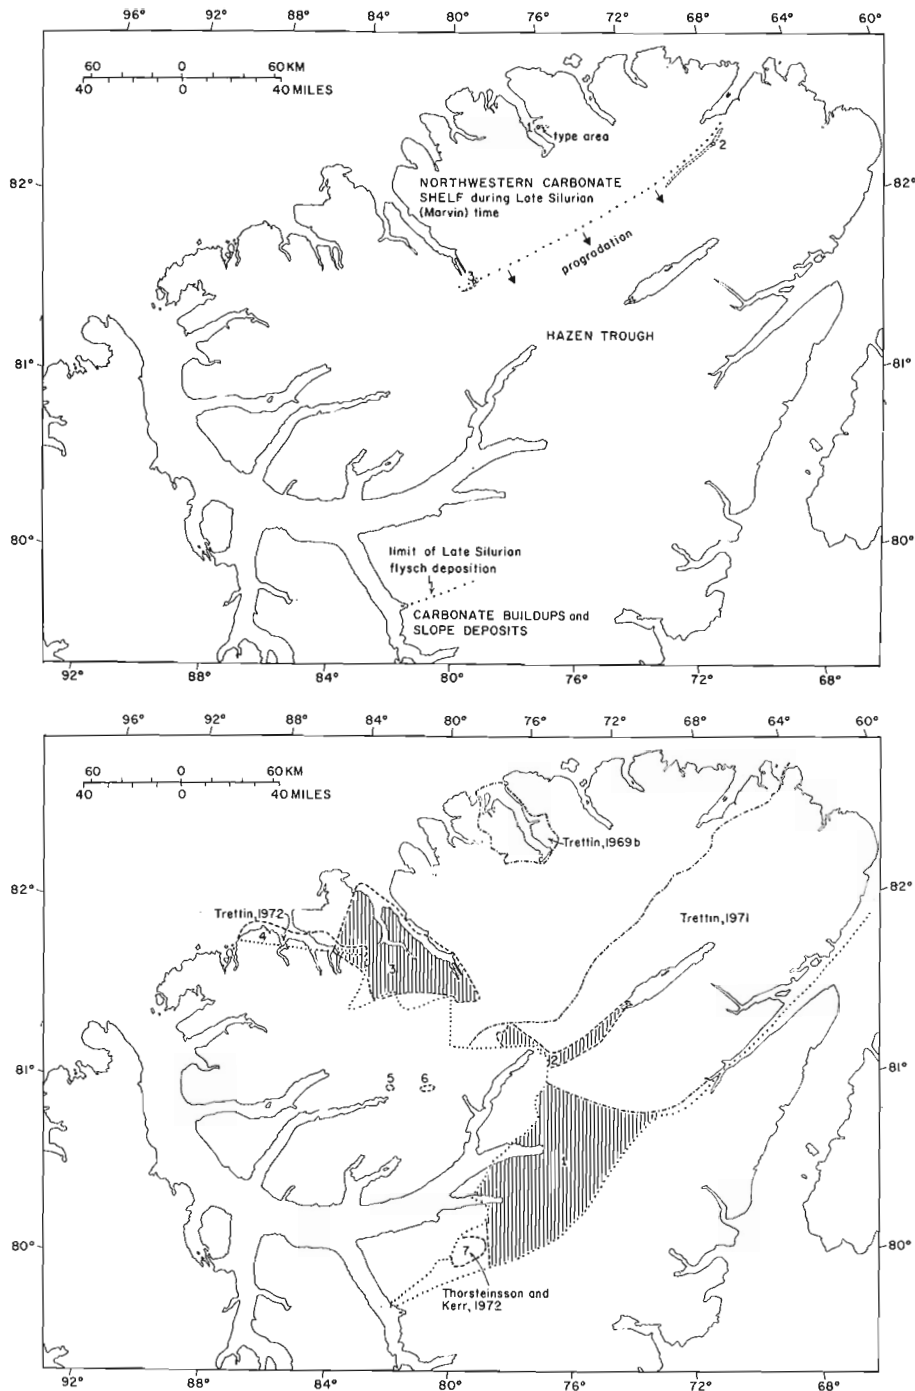 96° 92° 88° 84° 80° 76° 72° 68° 64° 60°
60 0 60 KM
40 0 40 MILES
1
type area
2
82° 82°
NORTHWESTERN CARBONATE
SHELF during Late Silurian
(Marvin) time
progradation
3
HAZEN TROUGH
81° 81°
80° 80°
limit of Late Silurian
flysch deposition
CARBONATE BUILDUPS and
SLOPE DEPOSITS
92° 88° 84° 80° 76° 72° 68°
96° 92° 88° 84° 80° 76° 72° 68° 64° 60°
60 0 60 KM
40 0 40 MILES
Trettin, 1969b
82° 82°
Trettin, 1972
Trettin, 1971
4
3
2
81° 81°
5 6
1
80° 80°
7
Thorsteinsson and
Kerr, 1972
92 88° 84° 80° 76° 72° 68°